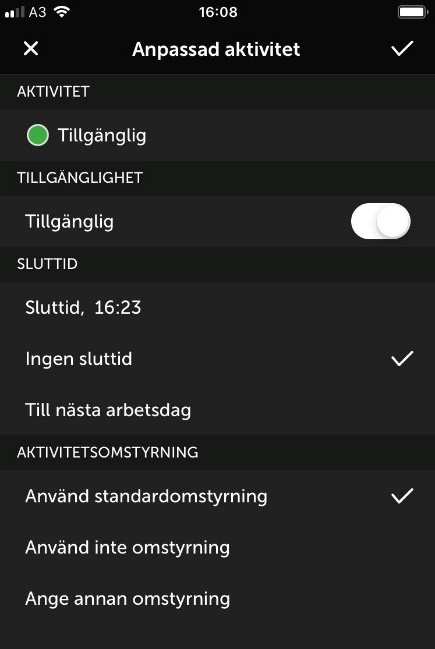 A3 16:08
Anpassad aktivitet
AKTIVITET
Tillgänglig
TILLGÄNGLIGHET
Tillgänglig
SLUTTID
Sluttid, 16:23
Ingen sluttid
Till nästa arbetsdag
AKTIVITETSOMSTYRNING
Använd standardomstyrning
Använd inte omstyrning
Ange annan omstyrning